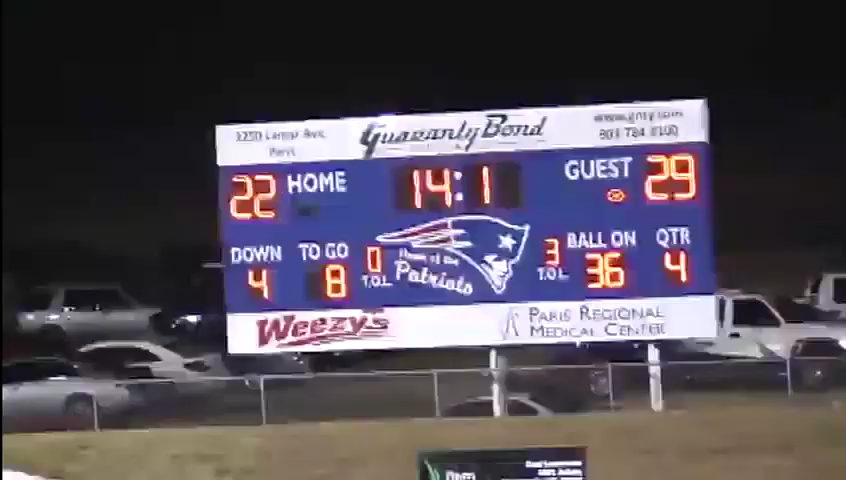 1250 Lamar Ave.
Paris
Guaranty Bond
www.gnty.com
903 784 0100
22 HOME
14:1
GUEST 29
DOWN
4
TO GO
8
0
T.O.L.
Home of the
Patriots
3
T.O.L.
BALL ON
36
QTR
4
Weezy's
PARIS REGIONAL
MEDICAL CENTER